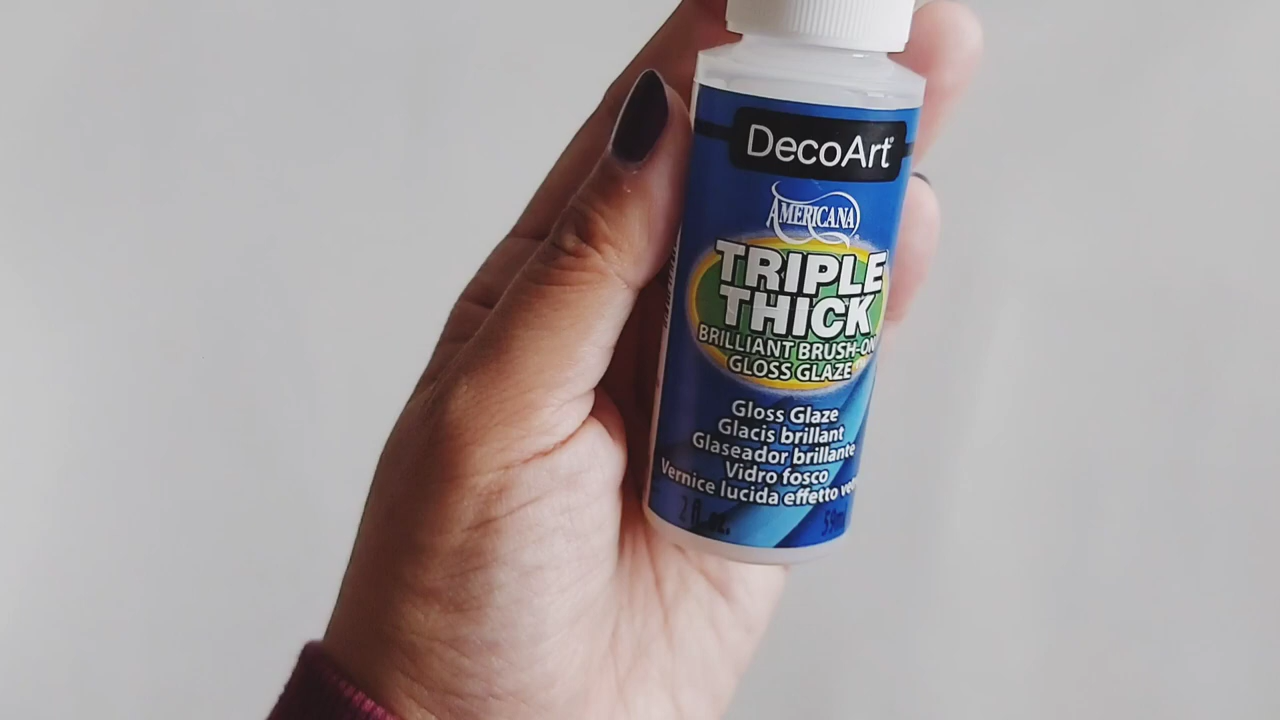 DecoArt®
AMERICANA®
TRIPLE
THICK
BRILLIANT BRUSH-ON
GLOSS GLAZE
Gloss Glaze
Glacis brillant
Glaseador brillante
Vidro fosco
Vernice lucida effetto
2 fl. oz. 59ml